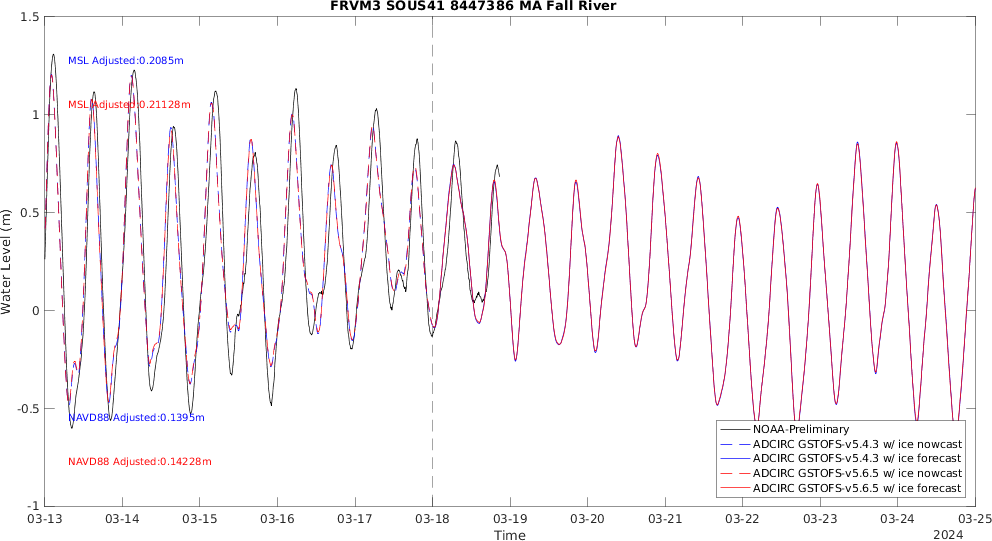 FRVM3 SOUS41 8447386 MA Fall River
1.5
1
0.5
0
-0.5
-1
Water Level (m)
MSL Adjusted:0.2085m
MSL Adjusted:0.21128m
NAVD88 Adjusted:0.1395m
NAVD88 Adjusted:0.14228m
NOAA-Preliminary
ADCIRC GSTOFS-v5.4.3 w/ ice nowcast
ADCIRC GSTOFS-v5.4.3 w/ ice forecast
ADCIRC GSTOFS-v5.6.5 w/ ice nowcast
ADCIRC GSTOFS-v5.6.5 w/ ice forecast
03-13 03-14 03-15 03-16 03-17 03-18 03-19 03-20 03-21 03-22 03-23 03-24 03-25
Time
2024